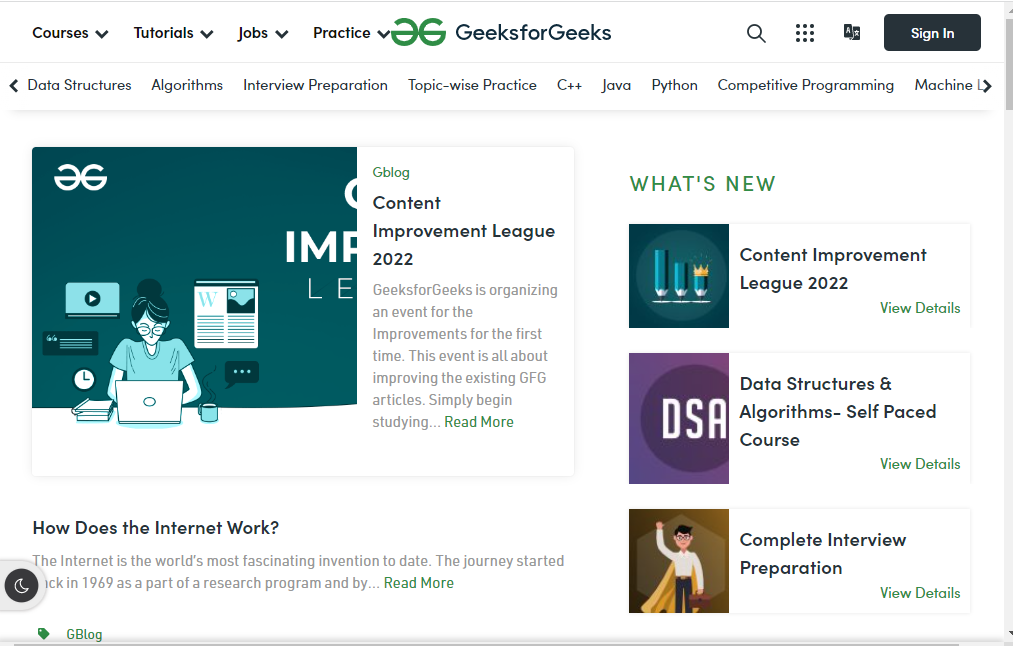 Courses Tutorials Jobs Practice GeeksforGeeks Sign In
Data Structures Algorithms Interview Preparation Topic-wise Practice C++ Java Python Competitive Programming Machine
IMP
LE
Gblog
Content
Improvement League
2022
GeeksforGeeks is organizing
an event for the
Improvements for the first
time. This event is all about
improving the existing GFG
articles. Simply begin
studying... Read More
How Does the Internet Work?
The Internet is the world's most fascinating invention to date. The journey started
in 1969 as a part of a research program and by... Read More
GBlog
WHAT'S NEW
Content Improvement
League 2022
View Details
DSA
Data Structures &
Algorithms- Self Paced
Course
View Details
Complete Interview
Preparation
View Details